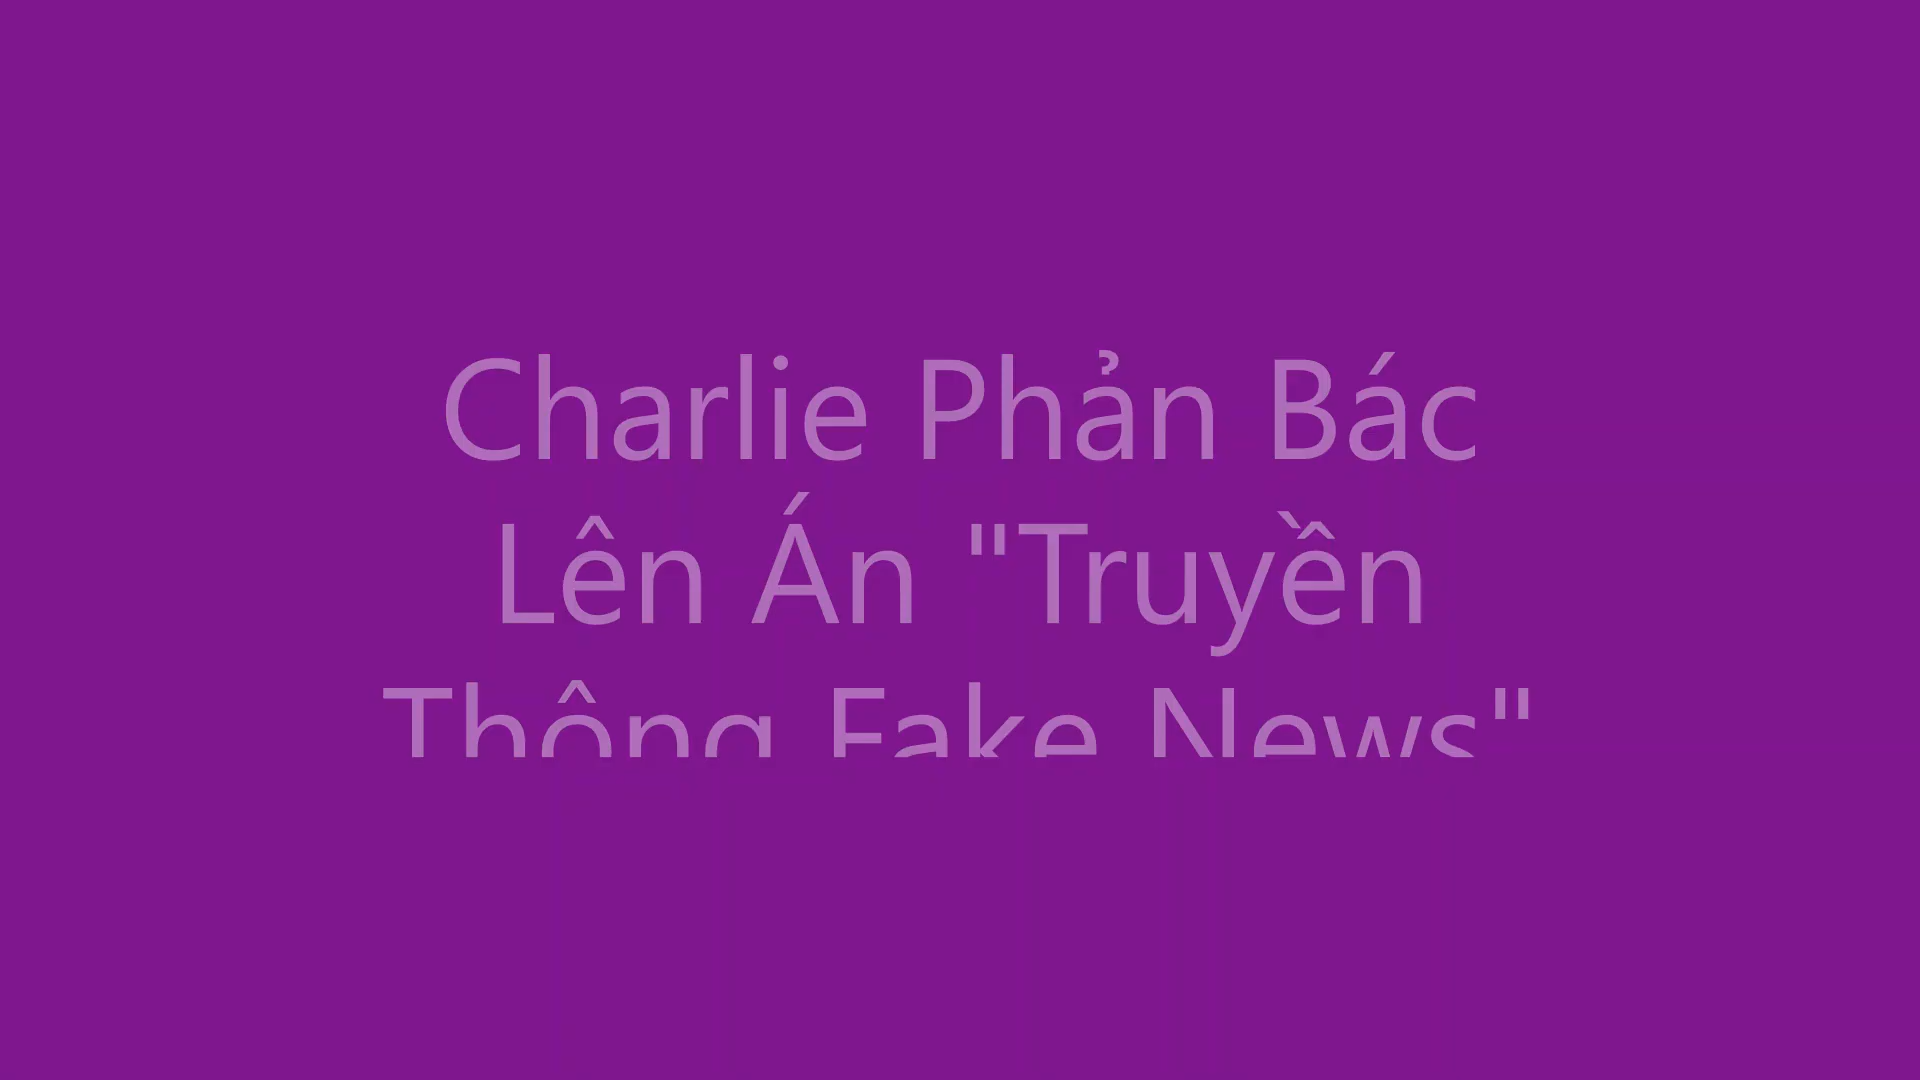 Charlie Phản Bác
Lên Án "Truyền
Thông Fake News"